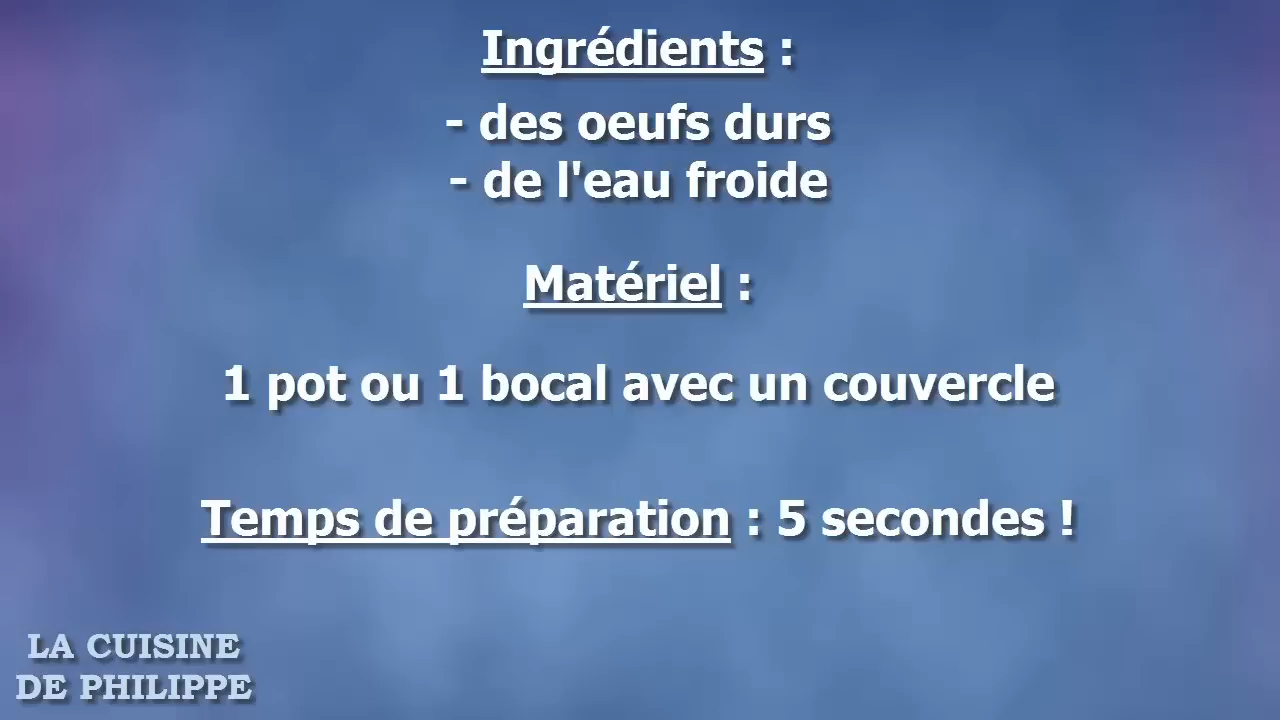 Ingrédients :
- des oeufs durs
- de l'eau froide
Matériel :
1 pot ou 1 bocal avec un couvercle
Temps de préparation : 5 secondes !
LA CUISINE
DE PHILIPPE